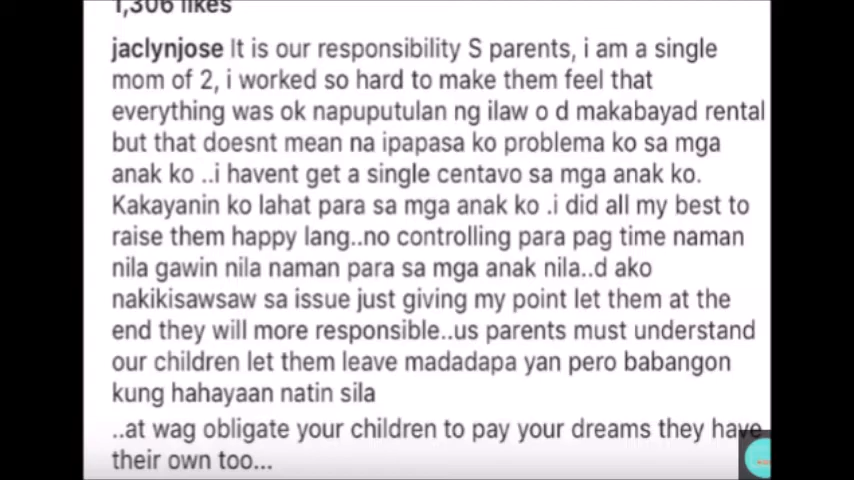 1,306 likes
jaclynjose It is our responsibility S parents, i am a single
mom of 2, i worked so hard to make them feel that
everything was ok napuputulan ng ilaw o d makabayad rental
but that doesnt mean na ipapasa ko problema ko sa mga
anak ko ..i havent get a single centavo sa mga anak ko.
Kakayanin ko lahat para sa mga anak ko .i did all my best to
raise them happy lang..no controlling para pag time naman
nila gawin nila naman para sa mga anak nila..d ako
nakikisawsaw sa issue just giving my point let them at the
end they will more responsible..us parents must understand
our children let them leave madadapa yan pero babangon
kung hahayaan natin sila
..at wag obligate your children to pay your dreams they have
their own too...